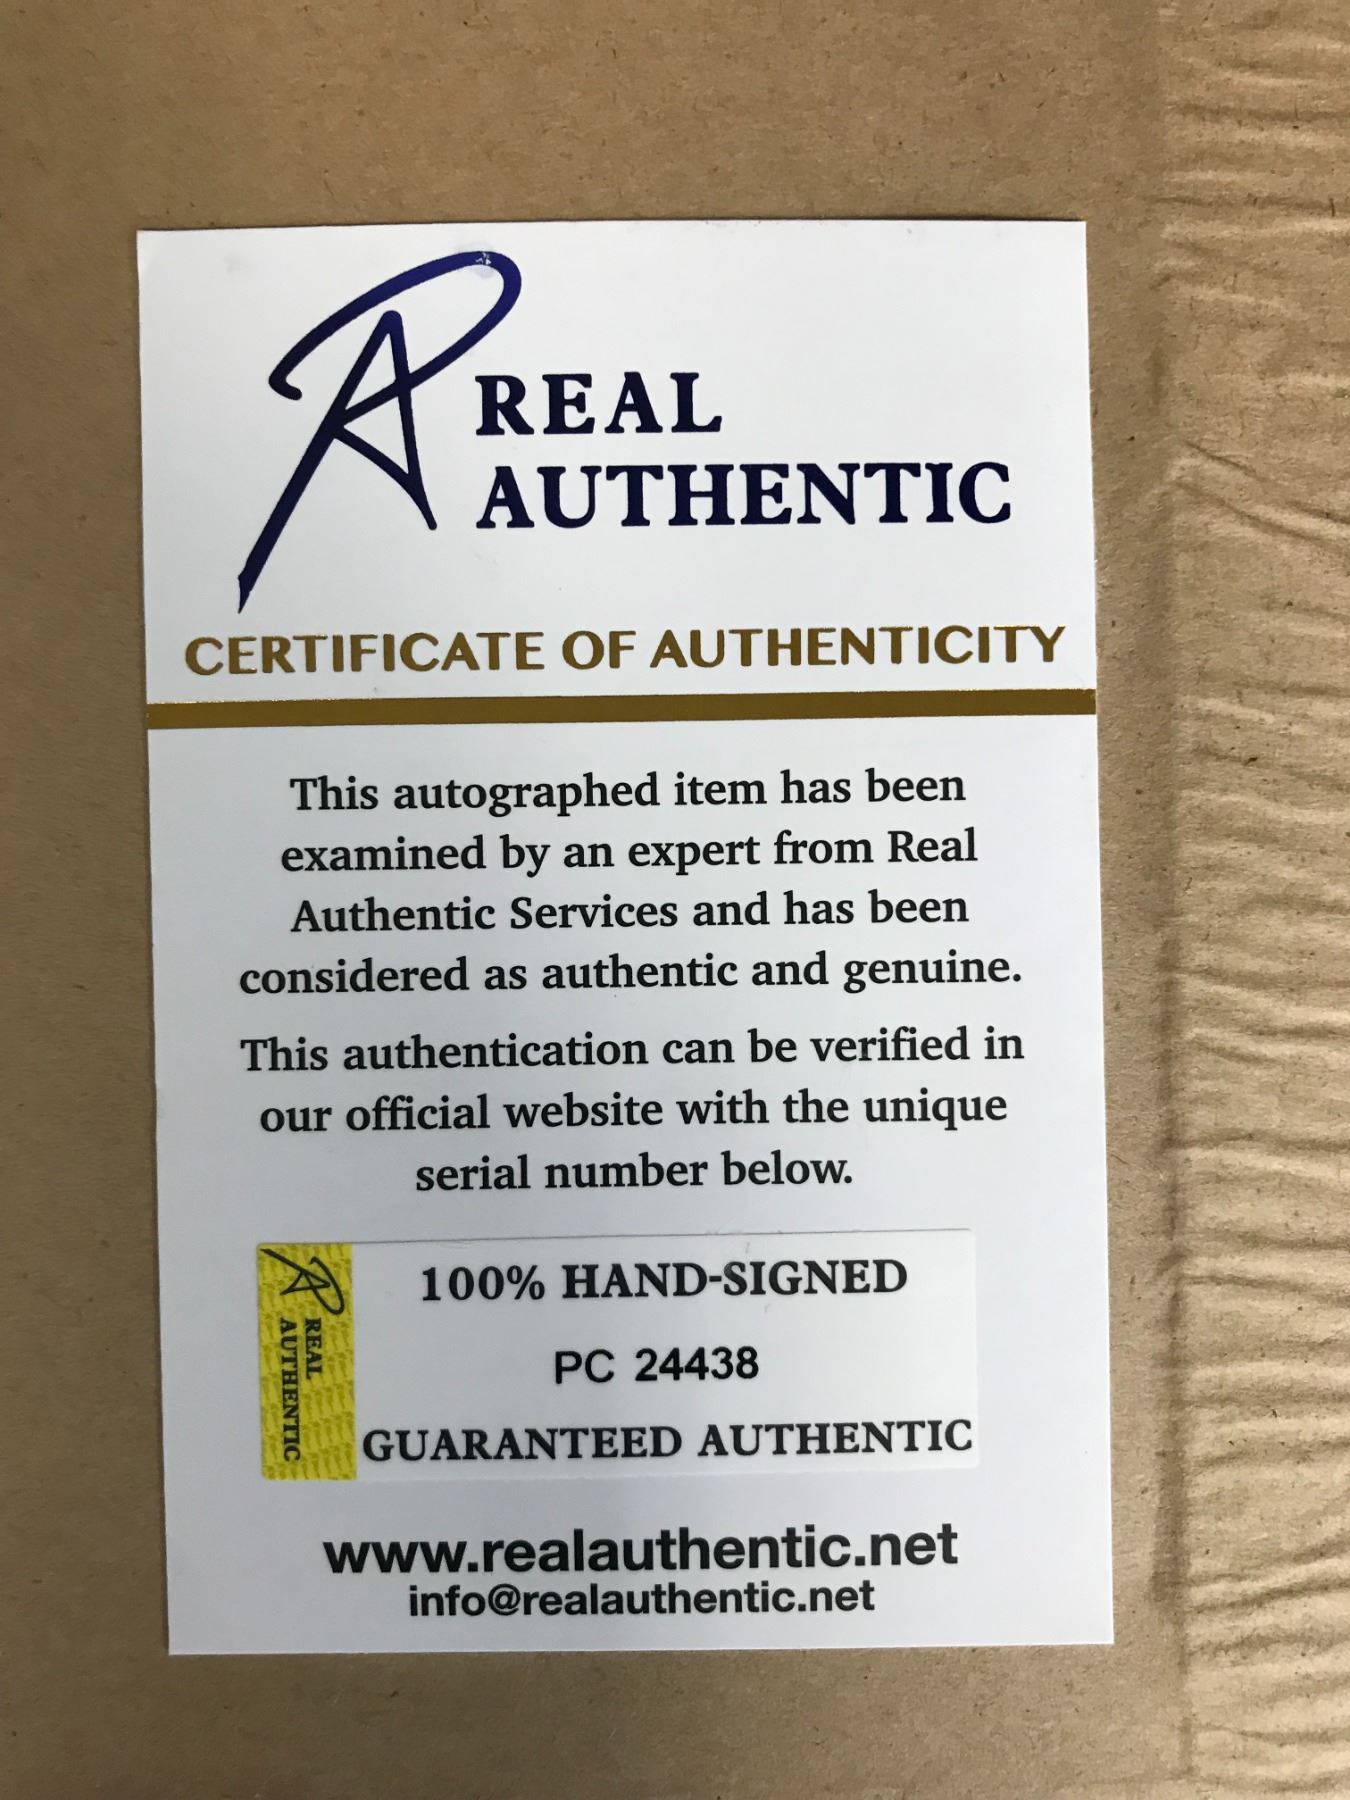 REAL
AUTHENTIC
CERTIFICATE OF AUTHENTICITY
This autographed item has been
examined by an expert from Real
Authentic Services and has been
considered as authentic and genuine.
This authentication can be verified in
our official website with the unique
serial number below.
REAL
AUTHENTIC
100% HAND-SIGNED
PC 24438
GUARANTEED AUTHENTIC
www.realauthentic.net
info@realauthentic.net